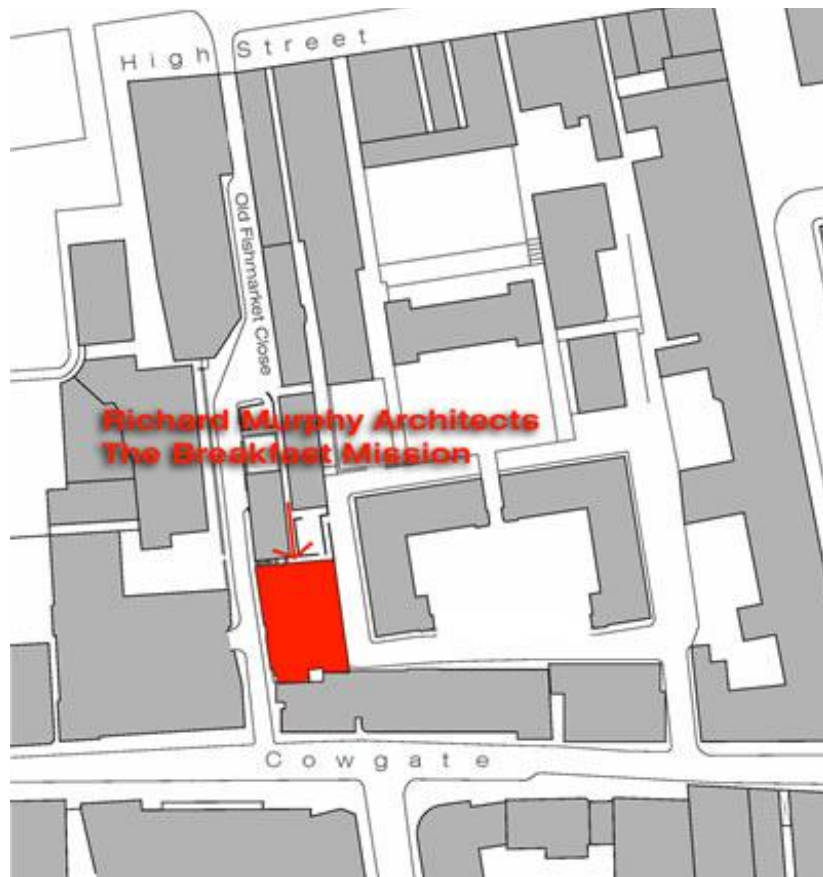 High Street
Old Fishmarket Close
Richard Murphy Architects
The Breakfast Mission
Cowgate